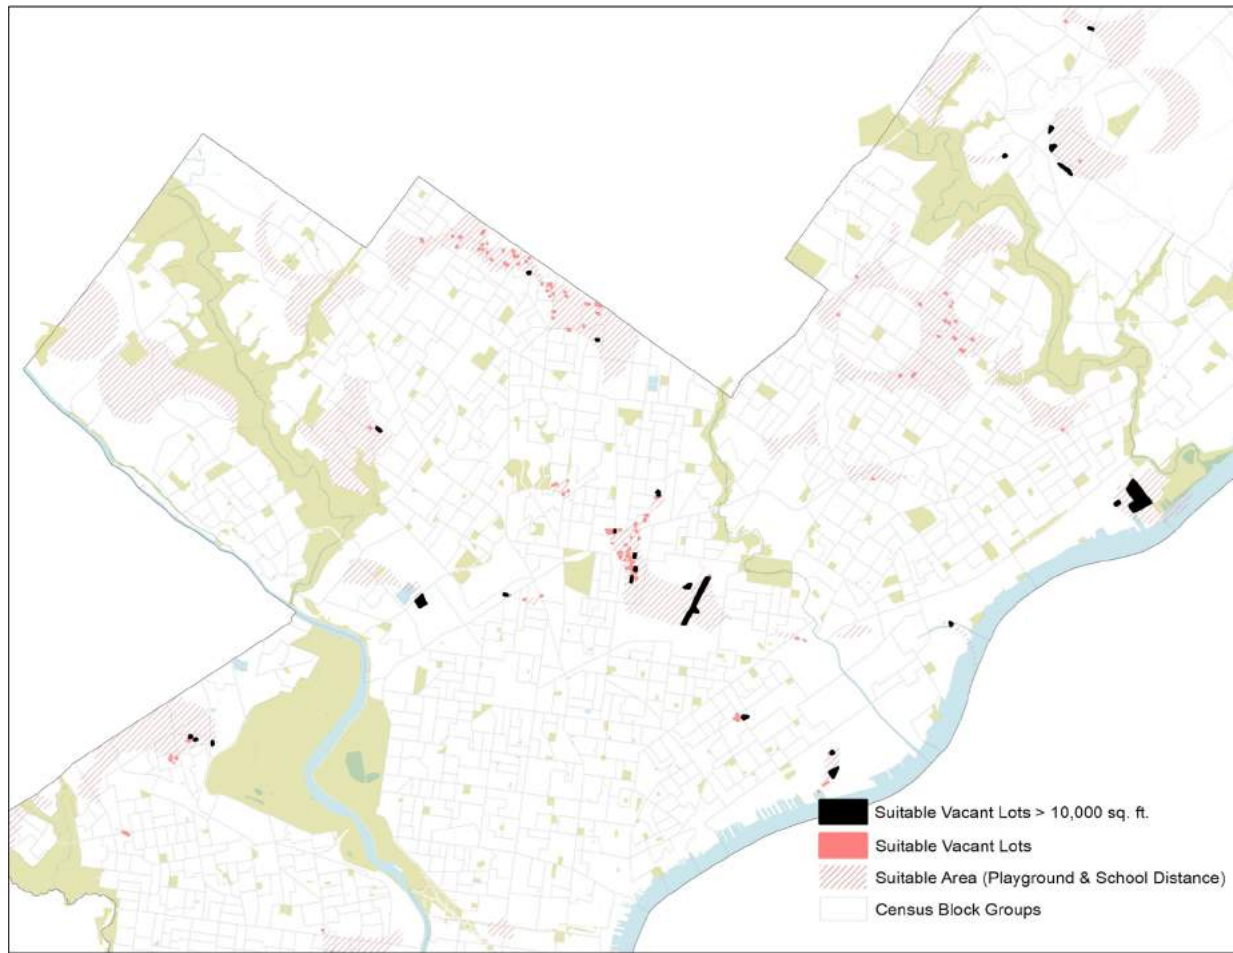 Suitable Vacant Lots > 10,000 sq. ft.
Suitable Vacant Lots
Suitable Area (Playground & School Distance)
Census Block Groups